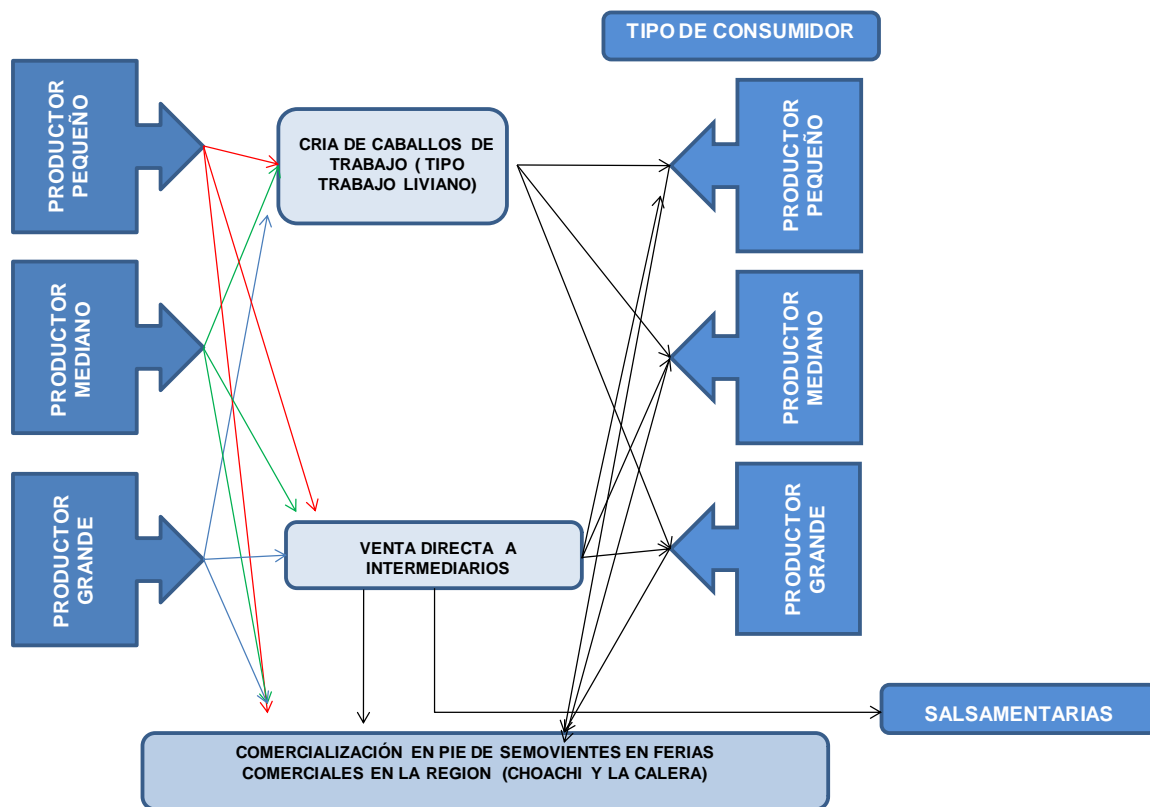 TIPO DE CONSUMIDOR
PRODUCTOR
PEQUEÑO
CRIA DE CABALLOS DE
TRABAJO ( TIPO
TRABAJO LIVIANO)
PRODUCTOR
PEQUEÑO
PRODUCTOR
MEDIANO
PRODUCTOR
MEDIANO
PRODUCTOR
GRANDE
VENTA DIRECTA A
INTERMEDIARIOS
PRODUCTOR
GRANDE
SALSAMENTARIAS
COMERCIALIZACIÓN EN PIE DE SEMOVIENTES EN FERIAS
COMERCIALES EN LA REGION (CHOACHI Y LA CALERA)